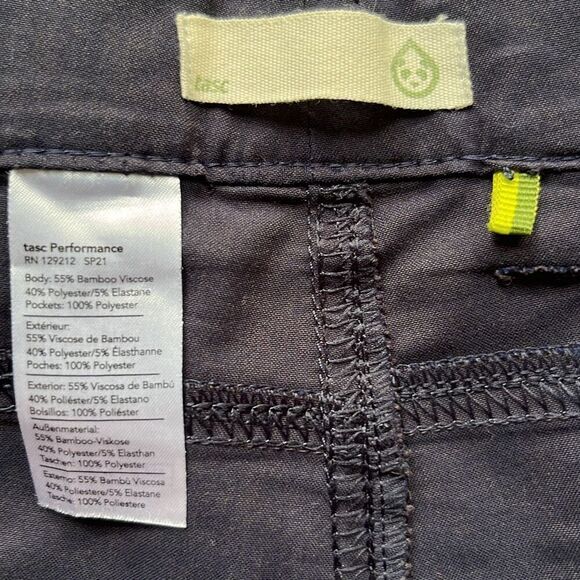 tasc
tasc Performance
RN 129212 SP21
Body: 55% Bamboo Viscose
40% Polyester/5% Elastane
Pockets: 100% Polyester
Extérieur:
55% Viscose de Bambou
40% Polyester/5% Élasthanne
Poches: 100% Polyester
Exterior: 55% Viscosa de Bambú
40% Poliéster/5% Elastano
Bolsillos: 100% Poliéster
Außenmaterial:
55% Bamboo-Viskose
40% Polyester/5% Elasthan
Taschen: 100% Polyester
Esterno: 55% Bambù Viscosa
40% Poliestere/5% Elastane
Tasche: 100% Poliestere